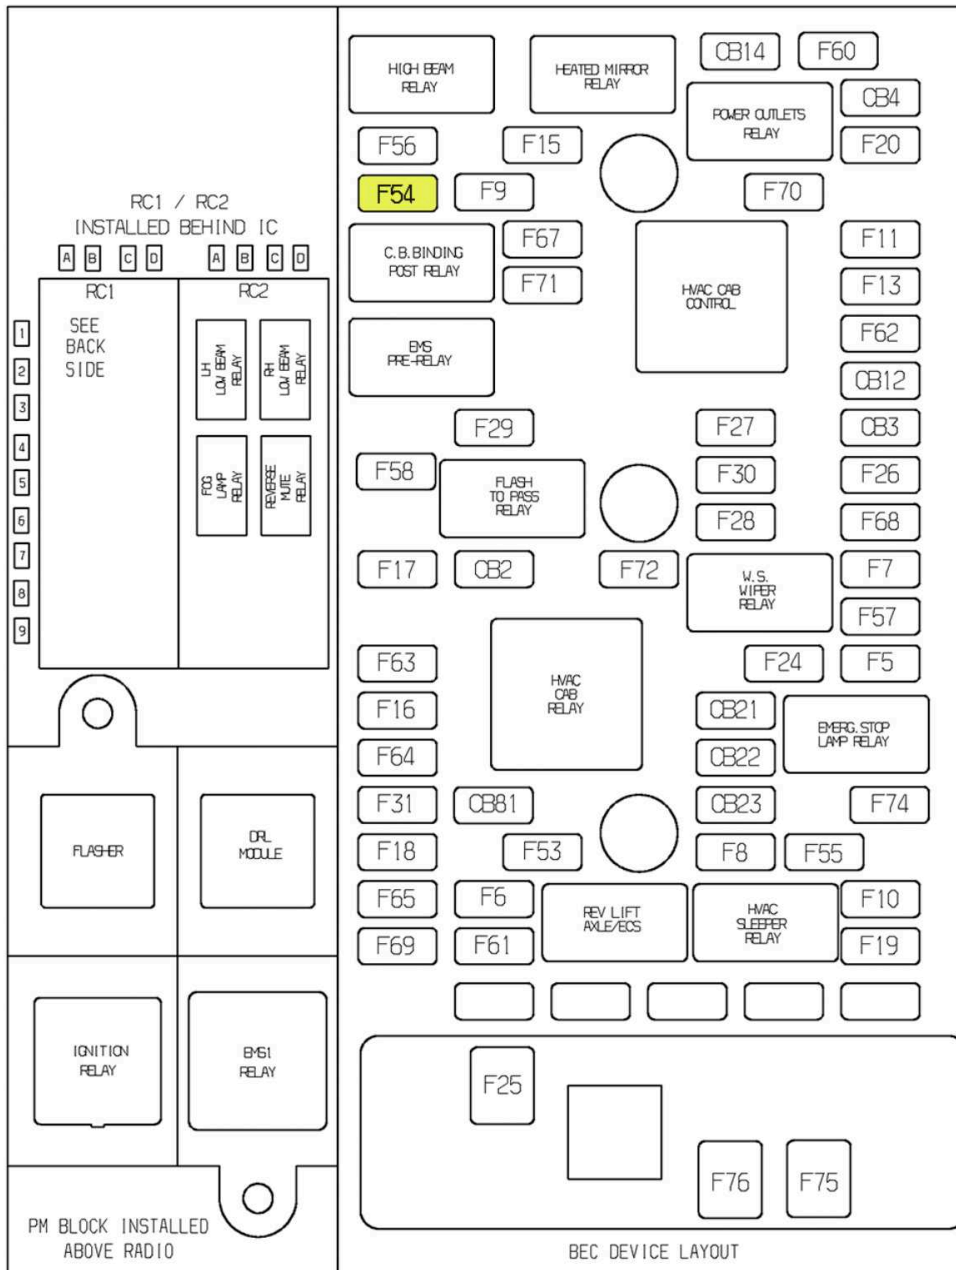 HIGH BEAM
RELAY
HEATED MIRROR
RELAY
CB14
F60
CB4
POWER OUTLETS
RELAY
F56
F15
F20
F54
F9
F70
RC1 / RC2
INSTALLED BEHIND IC
A
B
C
D
A
B
C
D
RC1
RC2
SEE
BACK
SIDE
1
2
3
4
5
6
7
8
9
LH
LOW BEAM
RELAY
RH
LOW BEAM
RELAY
FOG
LAMP
RELAY
REVERSE
MUTE
RELAY
C.B.BINDING
POST RELAY
F67
F71
HVAC CAB
CONTROL
F11
F13
F62
CB12
EMS
PRE-RELAY
F29
F27
CB3
F58
FLASH
TO PASS
RELAY
F30
F26
F28
F68
F17
CB2
F72
W.S.
WIPER
RELAY
F7
F57
F63
HVAC
CAB
RELAY
F24
F5
F16
CB21
EMERG.STOP
LAMP RELAY
F64
CB22
F31
CB81
CB23
F74
F18
F53
F8
F55
F65
F6
REV LIFT
AXLE/ECS
HVAC
SLEEPER
RELAY
F10
F69
F61
F19
FLASHER
DRL
MODULE
IGNITION
RELAY
EMS1
RELAY
F25
F76
F75
PM BLOCK INSTALLED
ABOVE RADIO
BEC DEVICE LAYOUT